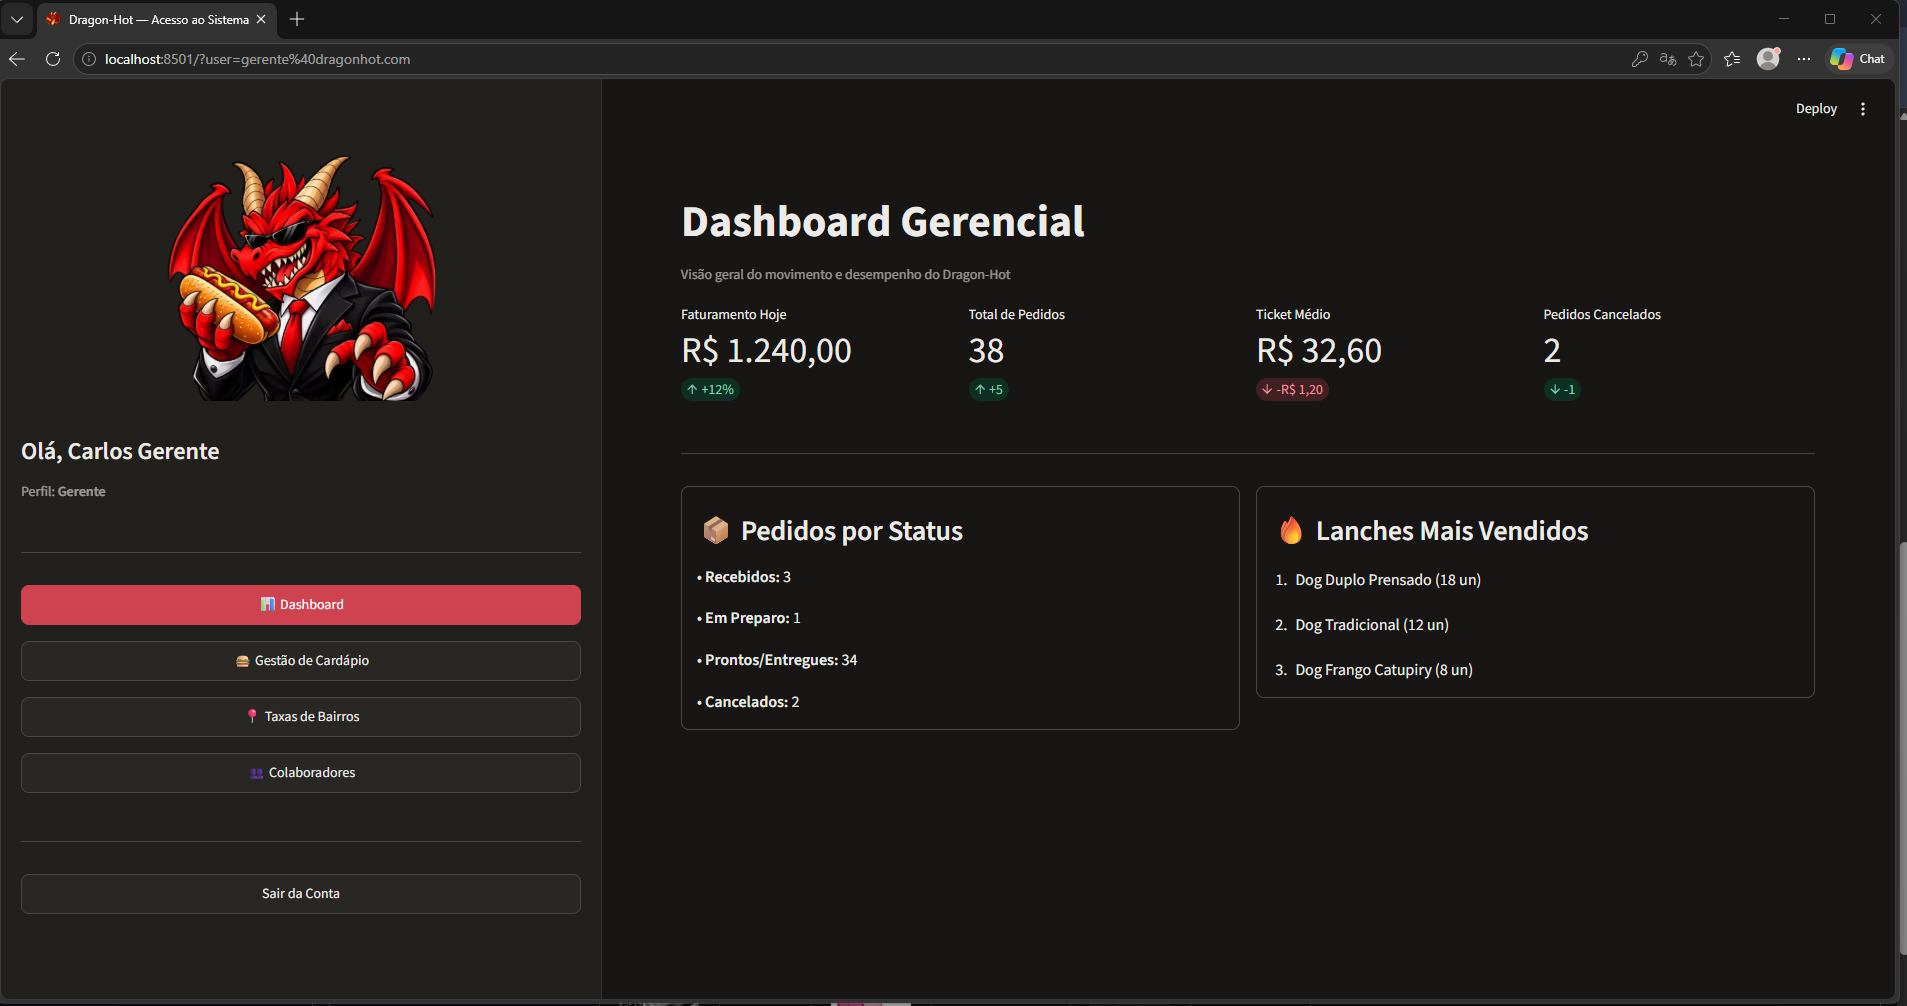 Dragon-Hot — Acesso ao Sistema
localhost:8501/?user=gerente%40dragonhot.com
Chat
Deploy
Olá, Carlos Gerente
Perfil: Gerente
📊 Dashboard
🍔 Gestão de Cardápio
📍 Taxas de Bairros
👥 Colaboradores
Sair da Conta
Dashboard Gerencial
Visão geral do movimento e desempenho do Dragon-Hot
Faturamento Hoje
R$ 1.240,00
↑ +12%
Total de Pedidos
38
↑ +5
Ticket Médio
R$ 32,60
↓ -R$ 1,20
Pedidos Cancelados
2
↓ -1
📦 Pedidos por Status
• Recebidos: 3
• Em Preparo: 1
• Prontos/Entregues: 34
• Cancelados: 2
🔥 Lanches Mais Vendidos
1. Dog Duplo Prensado (18 un)
2. Dog Tradicional (12 un)
3. Dog Frango Catupiry (8 un)